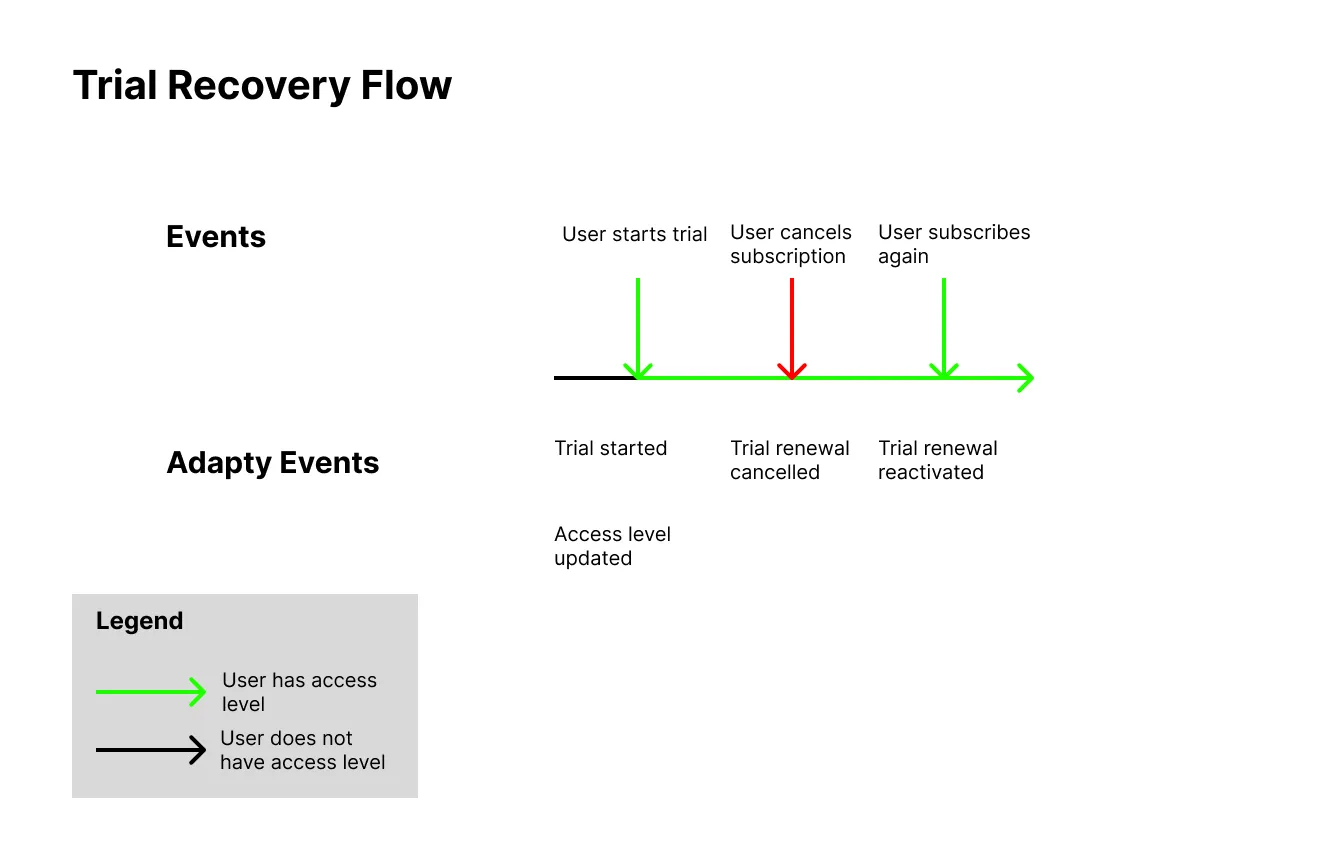 Trial Recovery Flow
Events
User starts trial
User cancels
subscription
User subscribes
again
Adapty Events
Trial started
Trial renewal
cancelled
Trial renewal
reactivated
Access level
updated
Legend
User has access
level
User does not
have access level